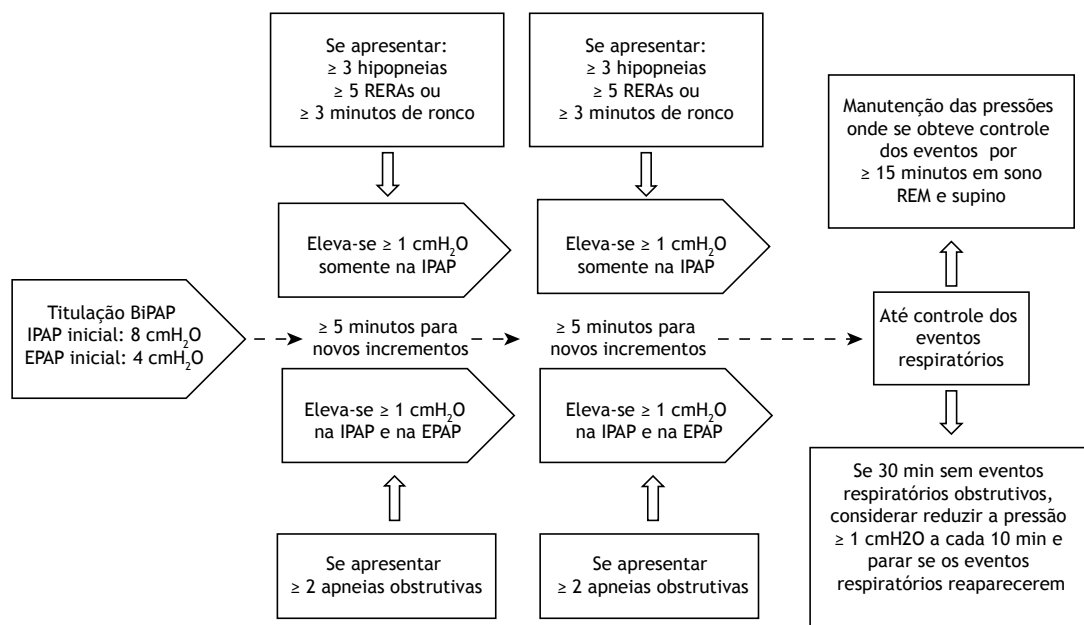 Se apresentar:
≥ 3 hipopneias
≥ 5 RERAs ou
≥ 3 minutos de ronco
Se apresentar:
≥ 3 hipopneias
≥ 5 RERAs ou
≥ 3 minutos de ronco
Manutenção das pressões
onde se obteve controle
dos eventos por
≥ 15 minutos em sono
REM e supino
Eleva-se ≥ 1 cmH₂O
somente na IPAP
Eleva-se ≥ 1 cmH₂O
somente na IPAP
Titulação BiPAP
IPAP inicial: 8 cmH₂O
EPAP inicial: 4 cmH₂O
≥ 5 minutos para
novos incrementos
≥ 5 minutos para
novos incrementos
Até controle dos
eventos
respiratórios
Eleva-se ≥ 1 cmH₂O
na IPAP e na EPAP
Eleva-se ≥ 1 cmH₂O
na IPAP e na EPAP
Se apresentar
≥ 2 apneias obstrutivas
Se apresentar
≥ 2 apneias obstrutivas
Se 30 min sem eventos
respiratórios obstrutivos,
considerar reduzir a pressão
≥ 1 cmH2O a cada 10 min e
parar se os eventos
respiratórios reaparecerem